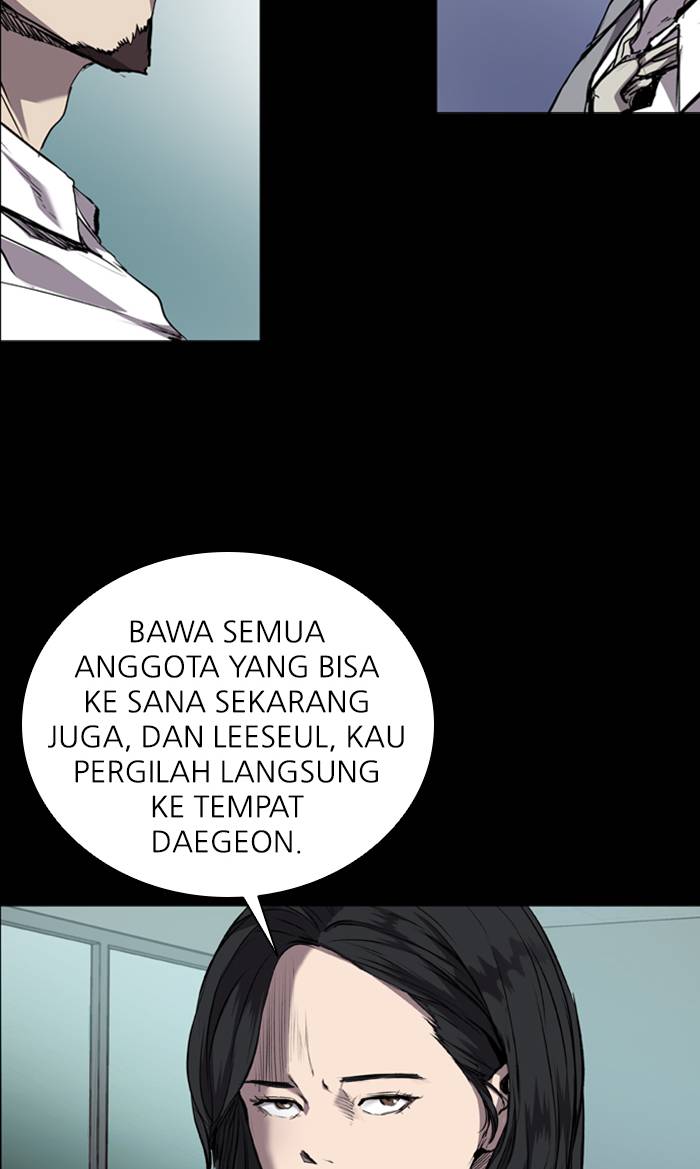 BAWA SEMUA
ANGGOTA YANG BISA
KE SANA SEKARANG
JUGA, DAN LEESEUL, KAU
PERGILAH LANGSUNG
KE TEMPAT
DAEGEON.